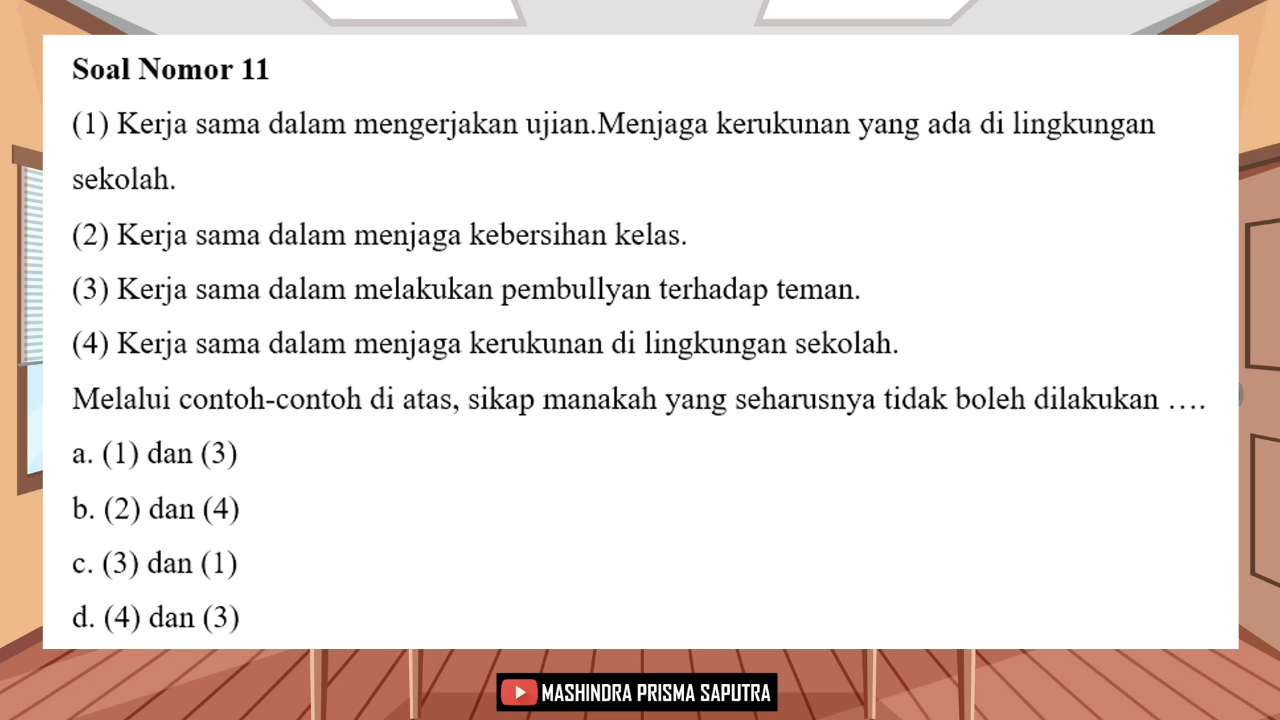 Soal Nomor 11
(1) Kerja sama dalam mengerjakan ujian.Menjaga kerukunan yang ada di lingkungan
sekolah.
(2) Kerja sama dalam menjaga kebersihan kelas.
(3) Kerja sama dalam melakukan pembullyan terhadap teman.
(4) Kerja sama dalam menjaga kerukunan di lingkungan sekolah.
Melalui contoh-contoh di atas, sikap manakah yang seharusnya tidak boleh dilakukan ….
a. (1) dan (3)
b. (2) dan (4)
c. (3) dan (1)
d. (4) dan (3)
MASHINDRA PRISMA SAPUTRA